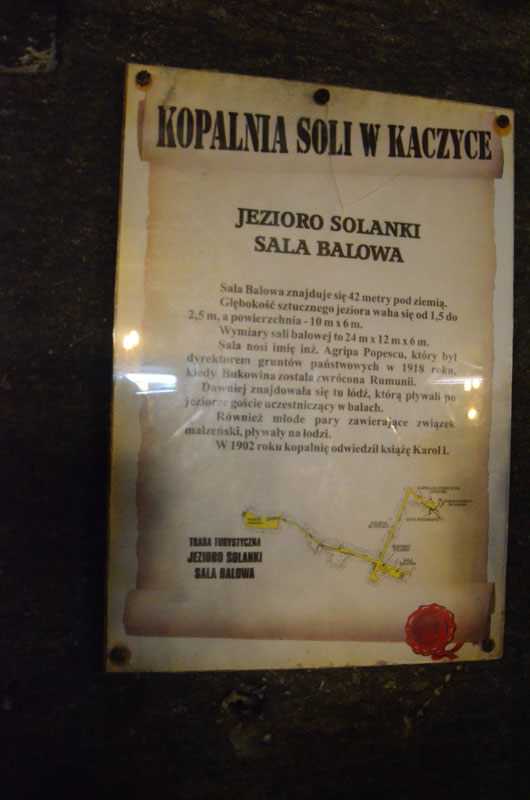 KOPALNIA SOLI W KACZYCE
JEZIORO SOLANKI
SALA BALOWA
Sala Balowa znajduje się 42 metry pod ziemią.
Głębokość sztucznego jeziora waha się od 1,5 do
2,5 m, a powierzchnia - 10 m x 6 m.
Wymiary sali balowej to 24 m x 12 m x 6 m.
Sala nosi imię inż. Agripa Popescu, który był
dyrektorem gruntów państwowych w 1918 roku,
kiedy Bukowina została zwrócona Rumunii.
Dawniej znajdowała się tu łódź, którą pływali po
jeziorze goście uczestniczący w balach.
Również młode pary zawierające związek
małżeński, pływały na łodzi.
W 1902 roku kopalnię odwiedził książę Karol I.
TRASA TURYSTYCZNA
JEZIORO SOLANKI
SALA BALOWA